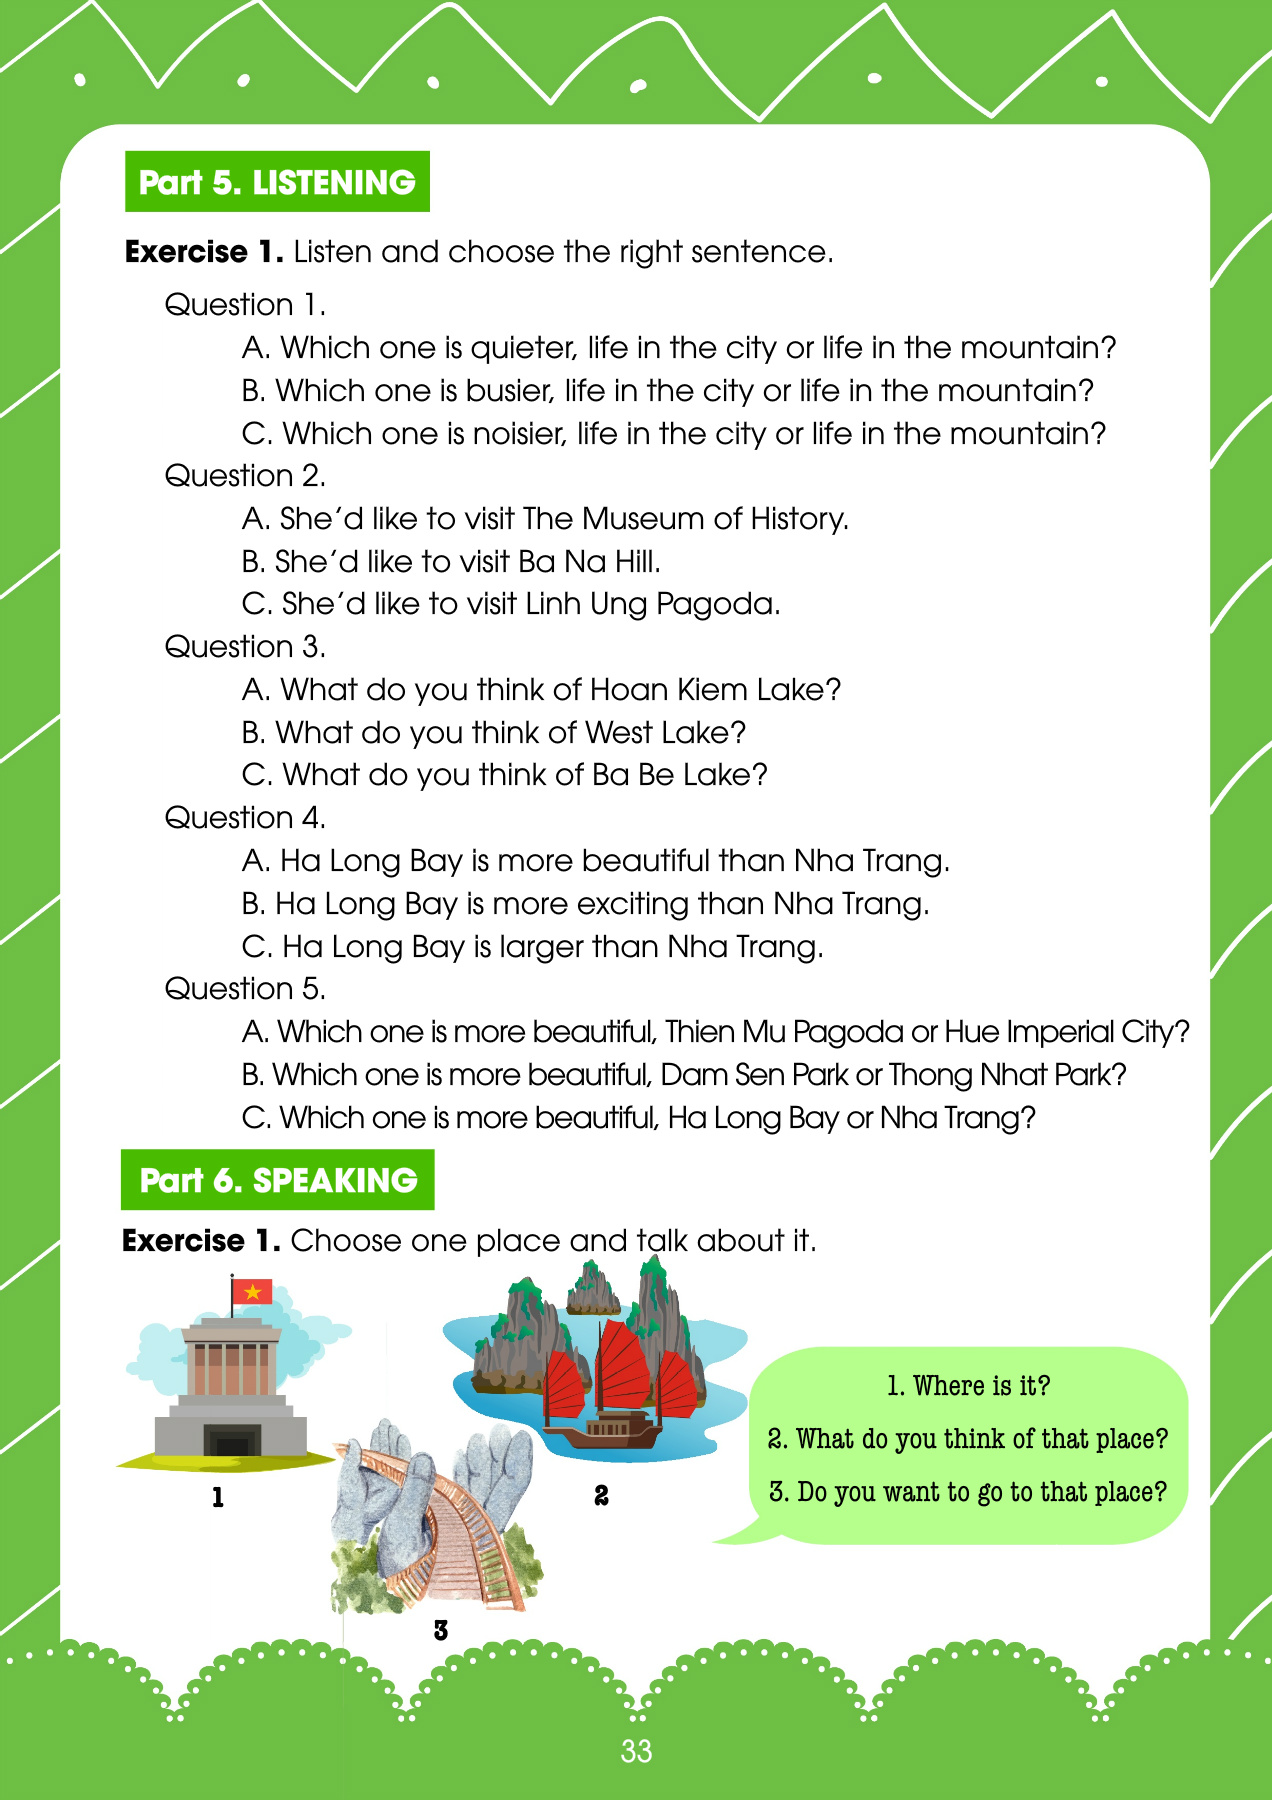 Part 5. LISTENING
Exercise 1. Listen and choose the right sentence.
Question 1.
A. Which one is quieter, life in the city or life in the mountain?
B. Which one is busier, life in the city or life in the mountain?
C. Which one is noisier, life in the city or life in the mountain?
Question 2.
A. She’d like to visit The Museum of History.
B. She’d like to visit Ba Na Hill.
C. She’d like to visit Linh Ung Pagoda.
Question 3.
A. What do you think of Hoan Kiem Lake?
B. What do you think of West Lake?
C. What do you think of Ba Be Lake?
Question 4.
A. Ha Long Bay is more beautiful than Nha Trang.
B. Ha Long Bay is more exciting than Nha Trang.
C. Ha Long Bay is larger than Nha Trang.
Question 5.
A. Which one is more beautiful, Thien Mu Pagoda or Hue Imperial City?
B. Which one is more beautiful, Dam Sen Park or Thong Nhat Park?
C. Which one is more beautiful, Ha Long Bay or Nha Trang?
Part 6. SPEAKING
Exercise 1. Choose one place and talk about it.
1. Where is it?
2. What do you think of that place?
3. Do you want to go to that place?
1
2
3
33